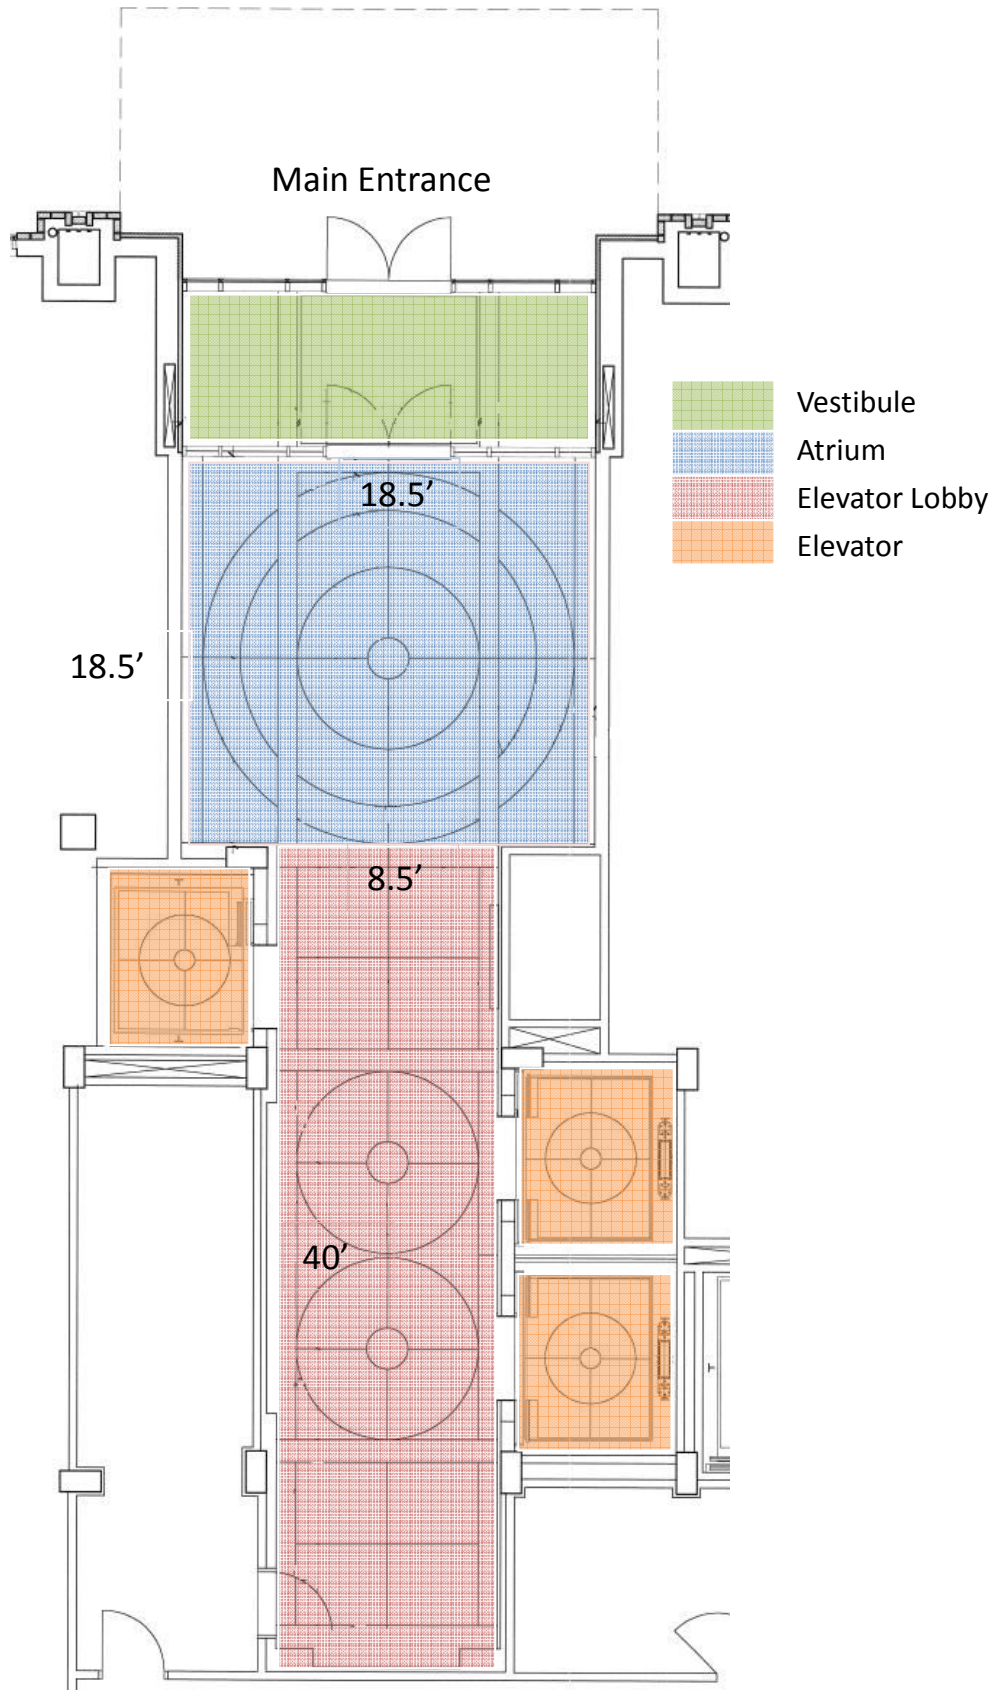 Main Entrance
Vestibule
Atrium
Elevator Lobby
Elevator
18.5’
18.5’
8.5’
40’